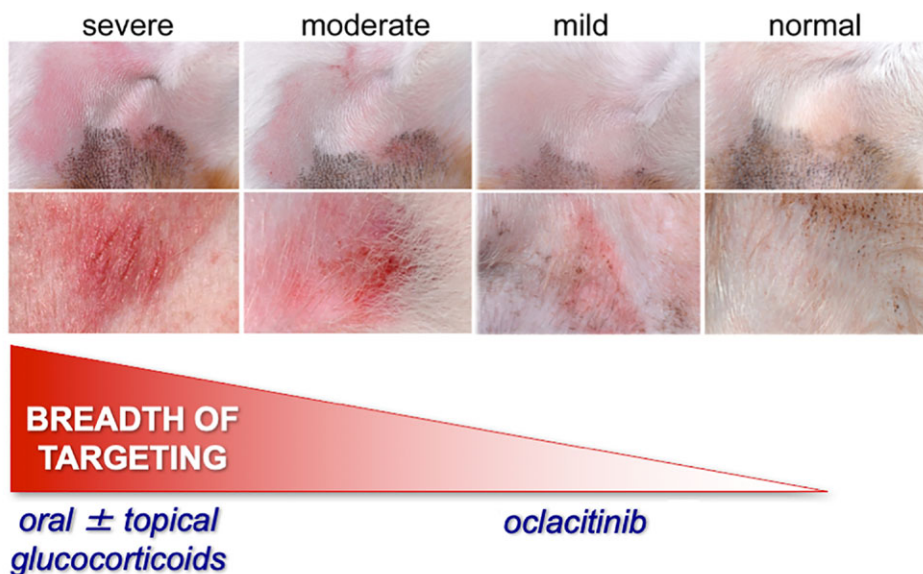 severe moderate mild normal
BREADTH OF
TARGETING
oral ± topical
glucocorticoids
oclacitinib